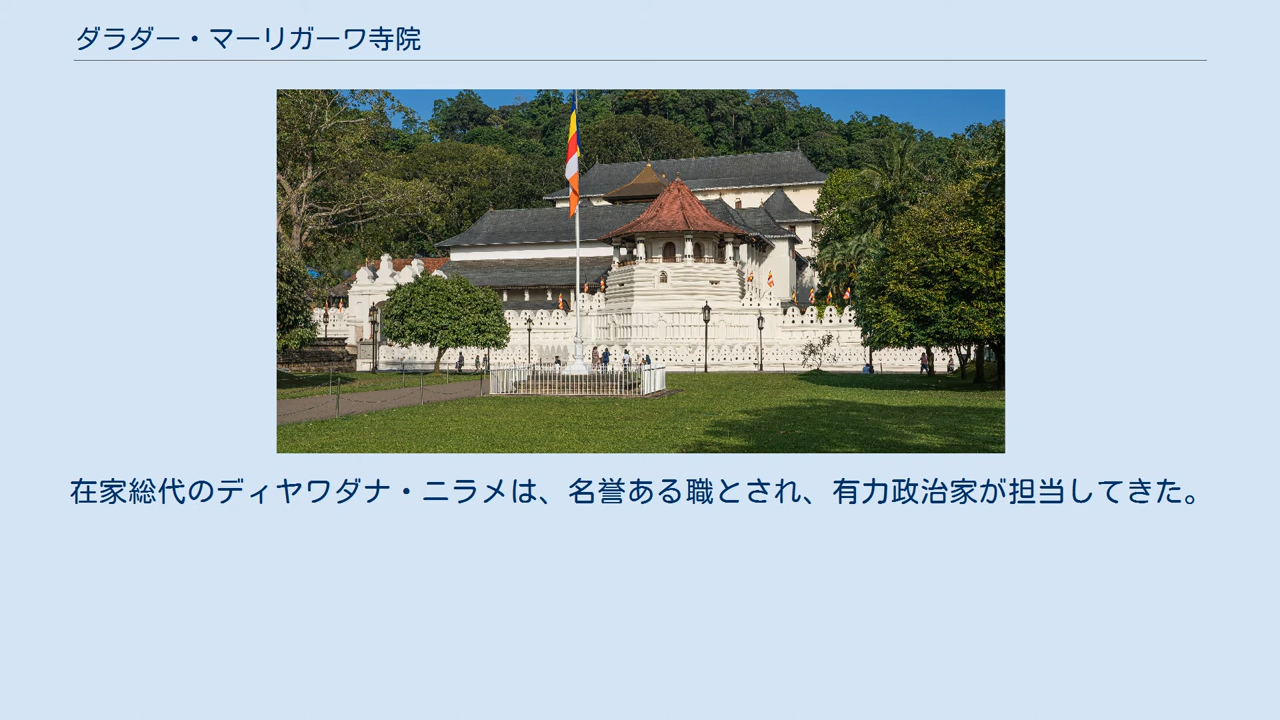 ダラダー・マーリガーワ寺院
在家総代のディヤワダナ・ニラメは、名誉ある職とされ、有力政治家が担当してきた。